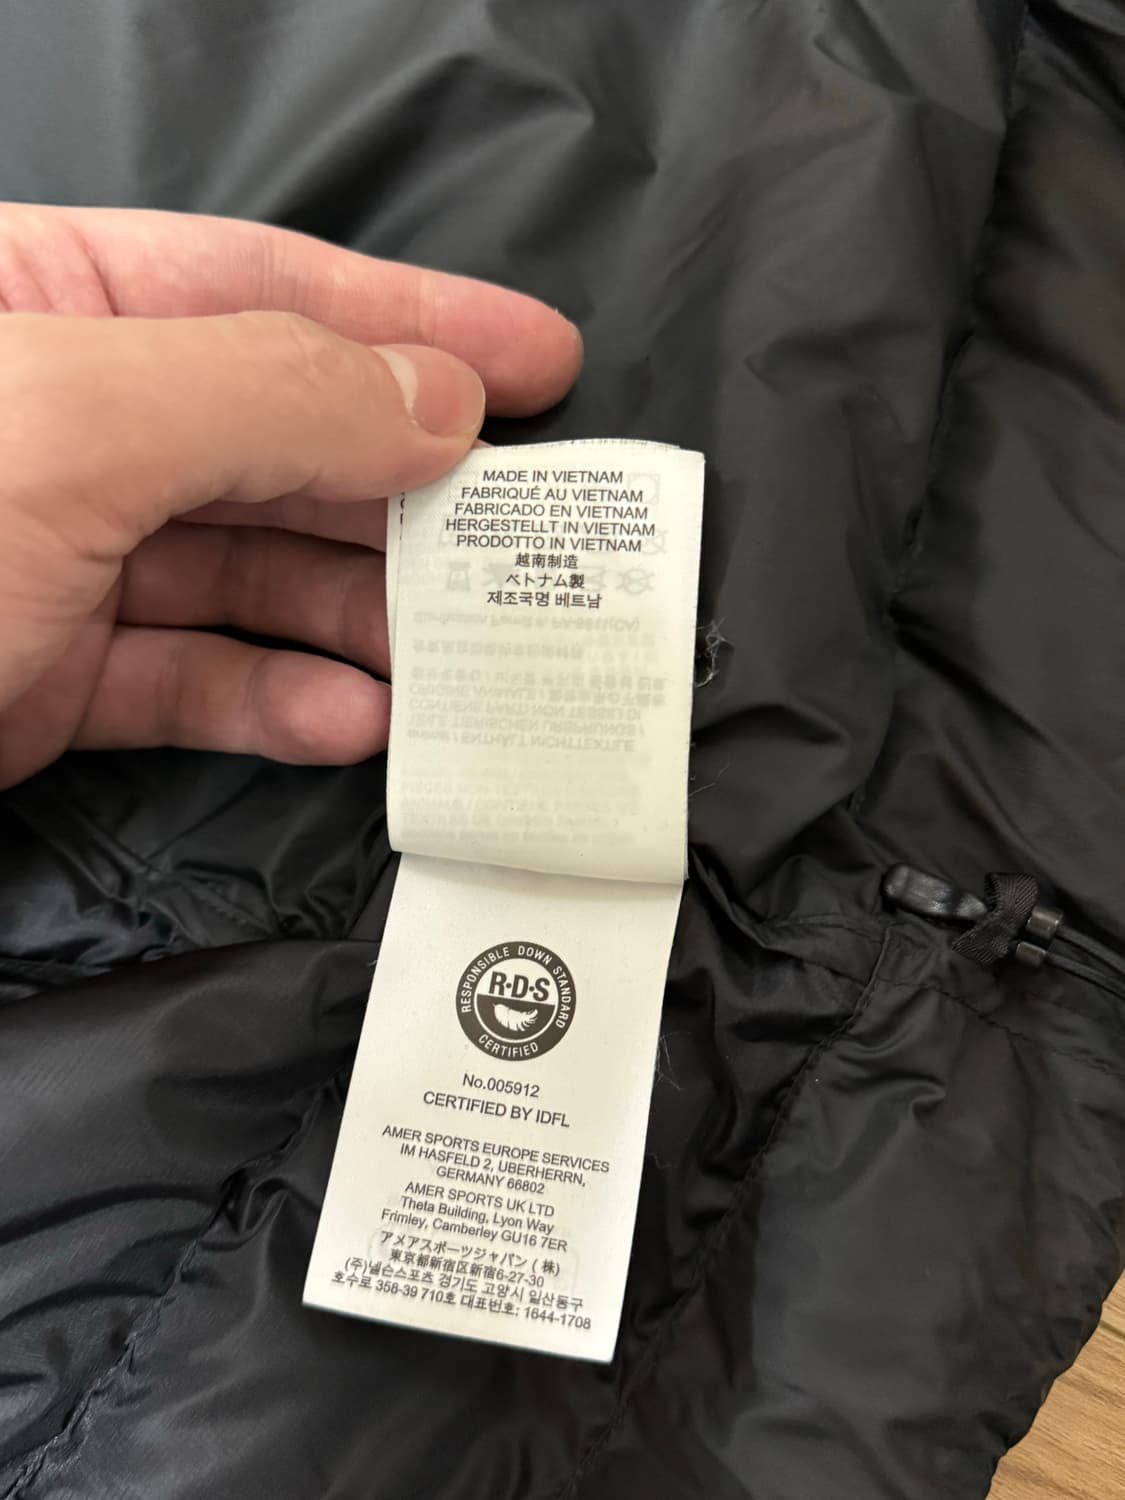 MADE IN VIETNAM
FABRIQUÉ AU VIETNAM
FABRICADO EN VIETNAM
HERGESTELLT IN VIETNAM
PRODOTTO IN VIETNAM
越南制造
ベトナム製
제조국명 베트남
RESPONSIBLE DOWN STANDARD
R·D·S
CERTIFIED
No.005912
CERTIFIED BY IDFL
AMER SPORTS EUROPE SERVICES
IM HASFELD 2, UBERHERRN,
GERMANY 66802
AMER SPORTS UK LTD
Theta Building, Lyon Way
Frimley, Camberley GU16 7ER
アメアスポーツジャパン (株)
東京都新宿区新宿6-27-30
(주)넬슨스포츠 경기도 고양시 일산동구
호수로 358-39 710호 대표번호: 1644-1708